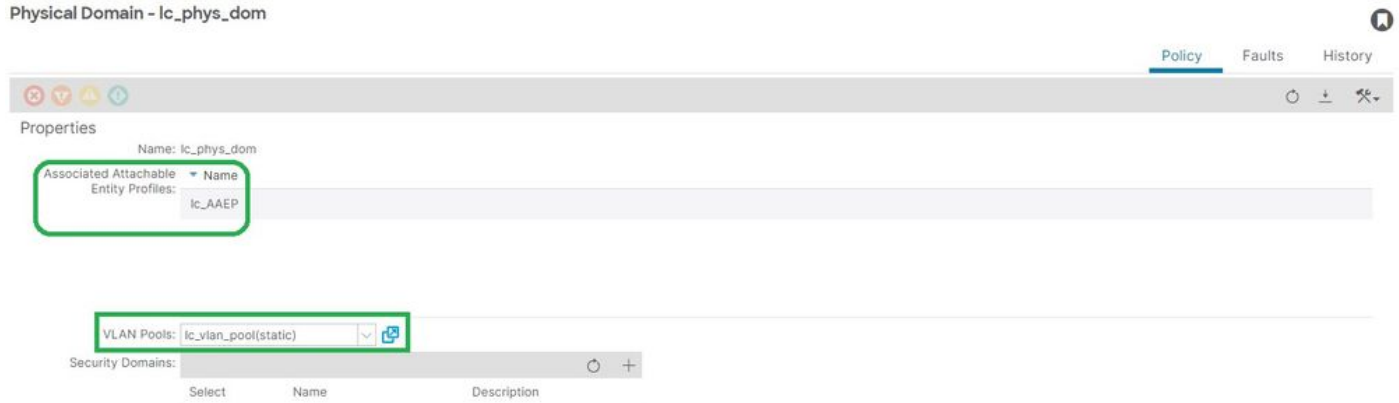 Physical Domain - lc_phys_dom
Policy Faults History
Properties
Name: lc_phys_dom
Associated Attachable Entity Profiles:
Name
lc_AAEP
VLAN Pools: lc_vlan_pool(static)
Security Domains:
Select Name Description